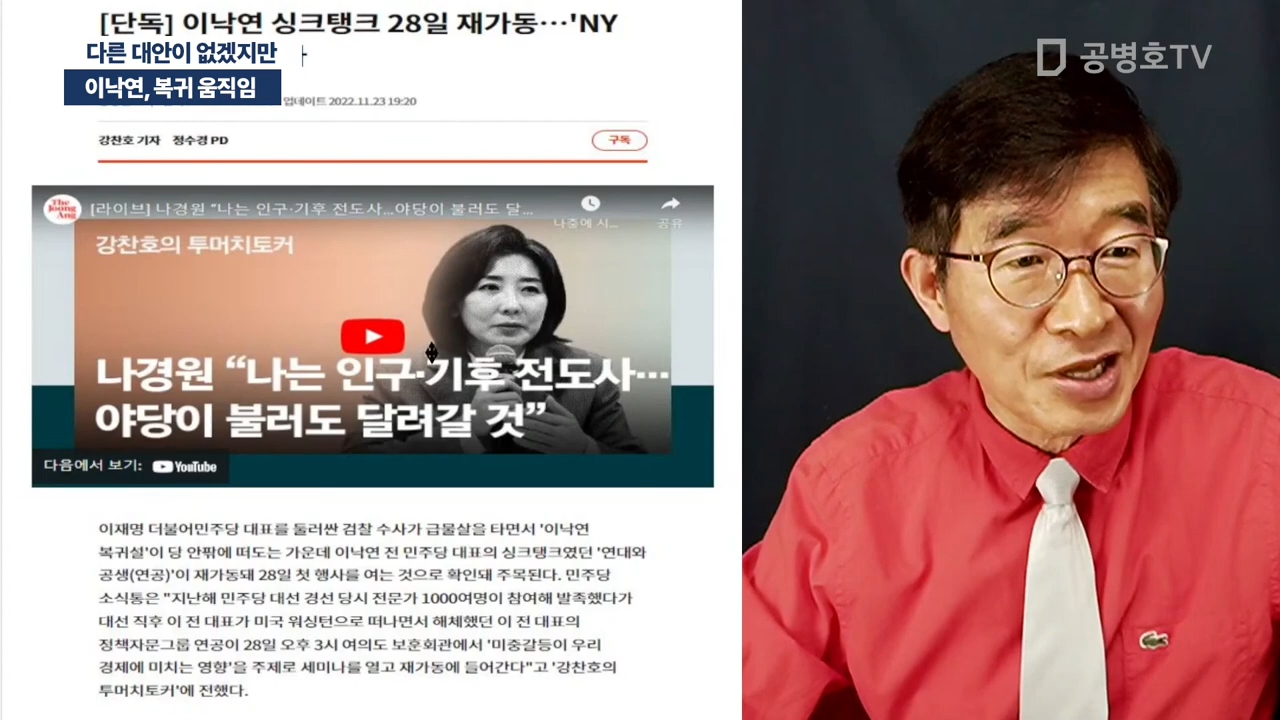 [단독] 이낙연 싱크탱크 28일 재가동…'NY
다른 대안이 없겠지만
이낙연, 복귀 움직임
업데이트 2022.11.23 19:20
강찬호 기자 정수경 PD
구독
The JoongAng
[라이브] 나경원 “나는 인구·기후 전도사...야당이 불러도 달...
나중에 시...
공유
강찬호의 투머치토커
나경원 “나는 인구·기후 전도사…
야당이 불러도 달려갈 것”
다음에서 보기: YouTube
이재명 더불어민주당 대표를 둘러싼 검찰 수사가 급물살을 타면서 '이낙연
복귀설'이 당 안팎에 떠도는 가운데 이낙연 전 민주당 대표의 싱크탱크였던 '연대와
공생(연공)'이 재가동돼 28일 첫 행사를 여는 것으로 확인돼 주목된다. 민주당
소식통은 "지난해 민주당 대선 경선 당시 전문가 1000여명이 참여해 발족했다가
대선 직후 이 전 대표가 미국 워싱턴으로 떠나면서 해체했던 이 전 대표의
정책자문그룹 연공이 28일 오후 3시 여의도 보훈회관에서 '미중갈등이 우리
경제에 미치는 영향'을 주제로 세미나를 열고 재가동에 들어간다"고 '강찬호의
투머치토커'에 전했다.
공병호TV